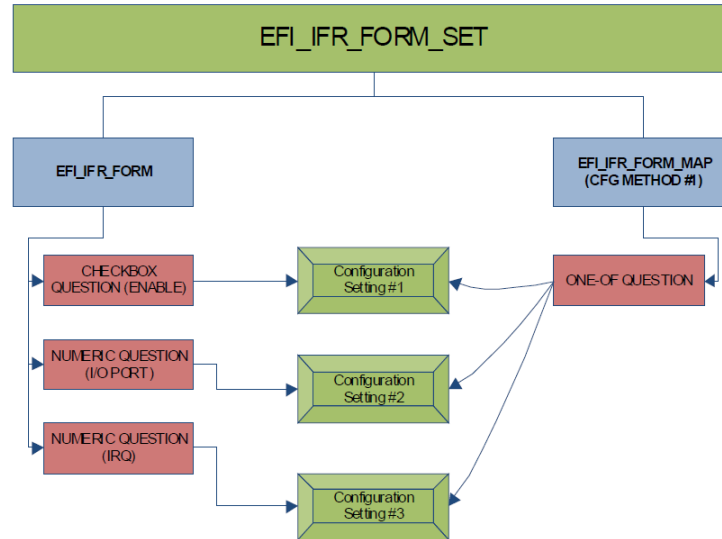 EFI_IFR_FORM_SET
EFI_IFR_FORM
EFI_IFR_FORM_MAP
(CFG METHOD #1)
CHECKBOX
QUESTION (ENABLE)
Configuration
Setting #1
ONE-OF QUESTION
NUMERIC QUESTION
(I/O PORT)
Configuration
Setting #2
NUMERIC QUESTION
(IRQ)
Configuration
Setting #3